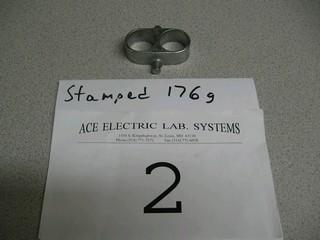 Stamped 176g
ACE ELECTRIC LAB. SYSTEMS
2